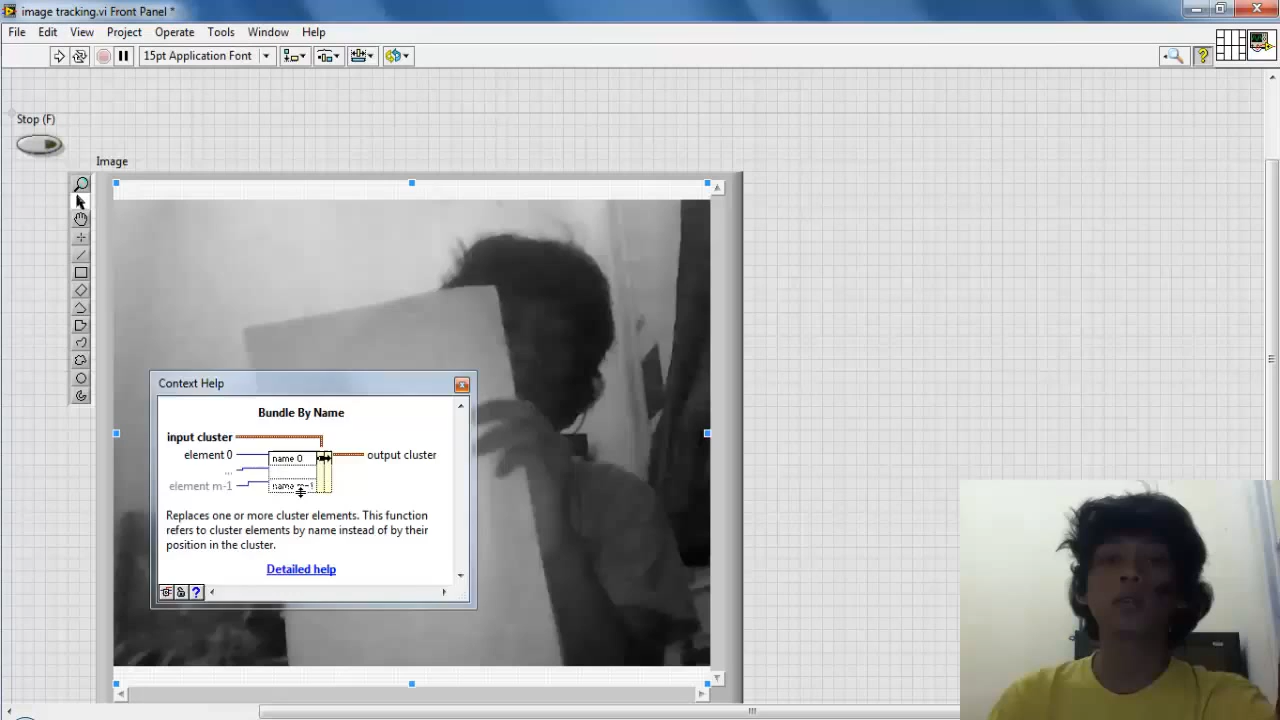 image tracking.vi Front Panel *
File Edit View Project Operate Tools Window Help
15pt Application Font
Stop (F)
Image
Context Help
Bundle By Name
input cluster
element 0
name 0
output cluster
...
element m-1
name m-1
Replaces one or more cluster elements. This function
refers to cluster elements by name instead of by their
position in the cluster.
Detailed help